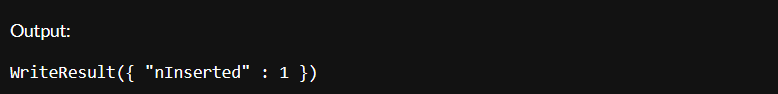 Output:
WriteResult({ "nInserted" : 1 })